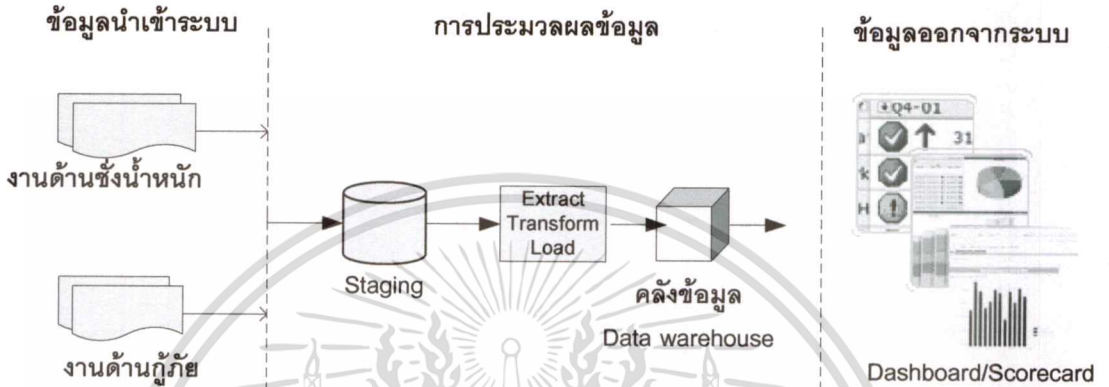 ข้อมูลนำเข้าระบบ
การประมวลผลข้อมูล
ข้อมูลออกจากระบบ
งานด้านชั่งน้ำหนัก
งานด้านกู้ภัย
Staging
Extract
Transform
Load
คลังข้อมูล
Data warehouse
Q4-01
31
k
H
Dashboard/Scorecard